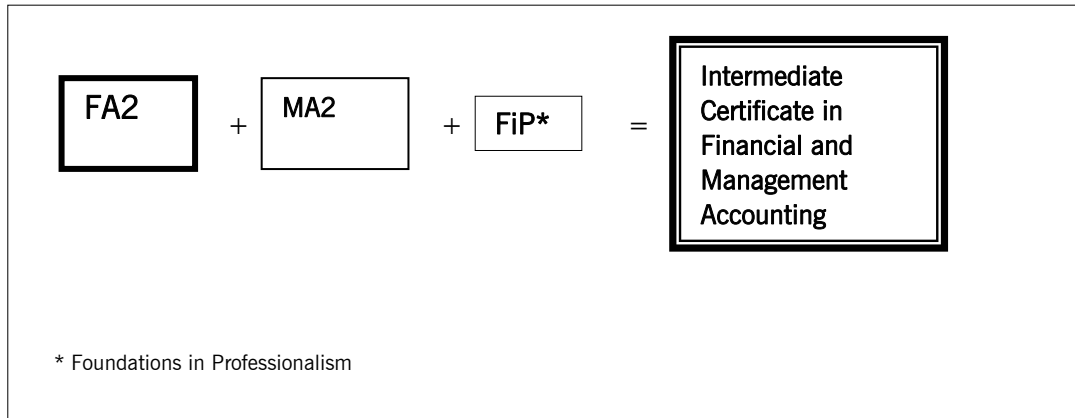 FA2 + MA2 + FiP* =
Intermediate
Certificate in
Financial and
Management
Accounting
* Foundations in Professionalism